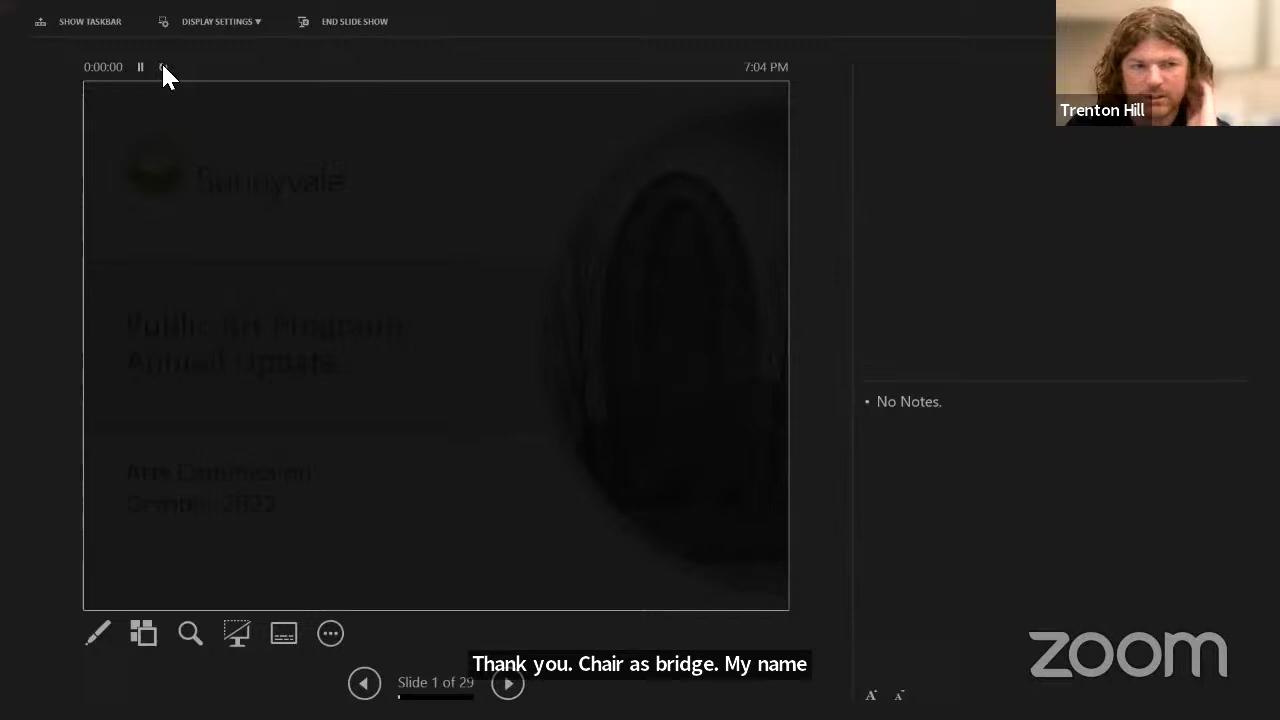 SHOW TASKBAR
DISPLAY SETTINGS ▼
END SLIDE SHOW
0:00:00
7:04 PM
Trenton Hill
Sunnyvale
Public Art Program
Annual Update
Arts Commission
• No Notes.
Thank you. Chair as bridge. My name
Slide 1 of 29
zoom
A A